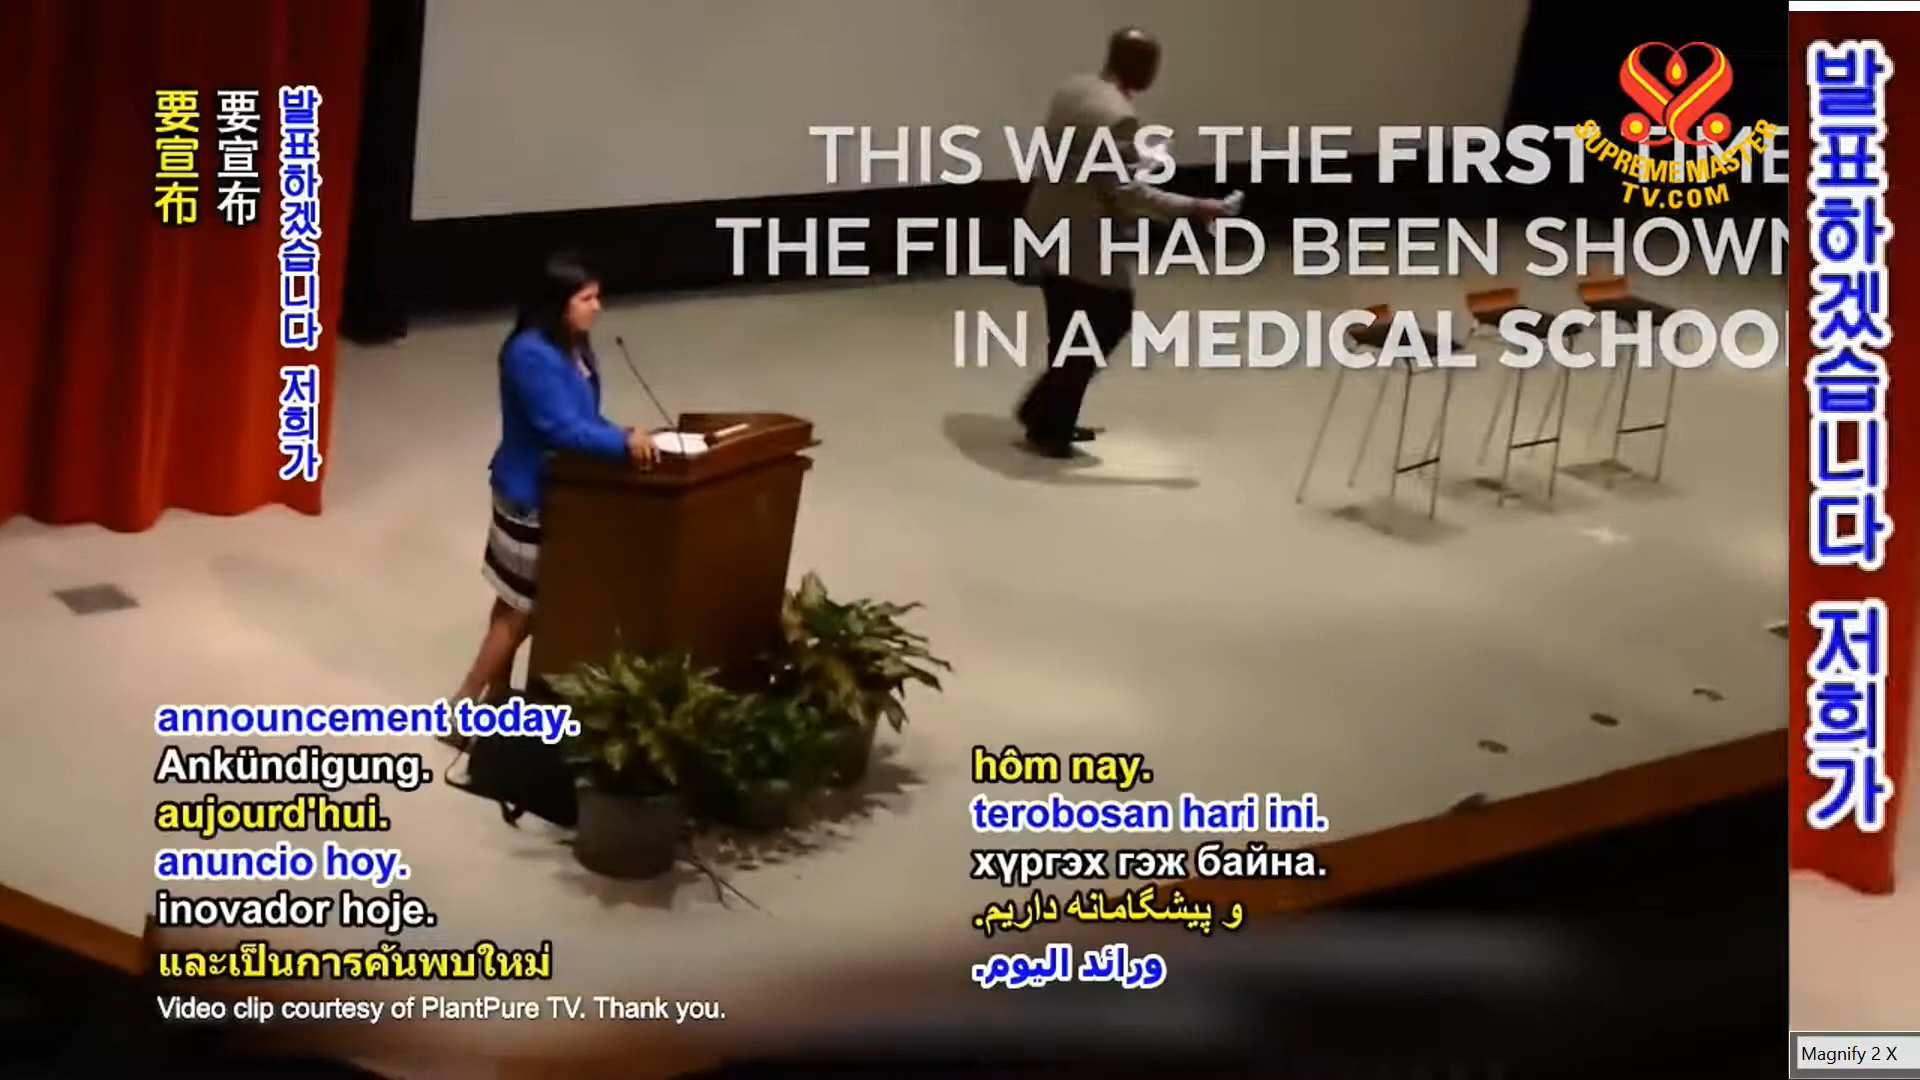 要宣布
要宣布
발표하겠습니다 저희가
THIS WAS THE FIRST TIME
THE FILM HAD BEEN SHOWN
IN A MEDICAL SCHOOL
SUPREME MASTER
TV.COM
announcement today.
Ankündigung.
aujourd'hui.
anuncio hoy.
inovador hoje.
และเป็นการค้นพบใหม่
Video clip courtesy of PlantPure TV. Thank you.
hôm nay.
terobosan hari ini.
хүргэх гэж байна.
و پیشگامانه داریم.
ورائد اليوم.
발표하겠습니다 저희가
Magnify 2 X